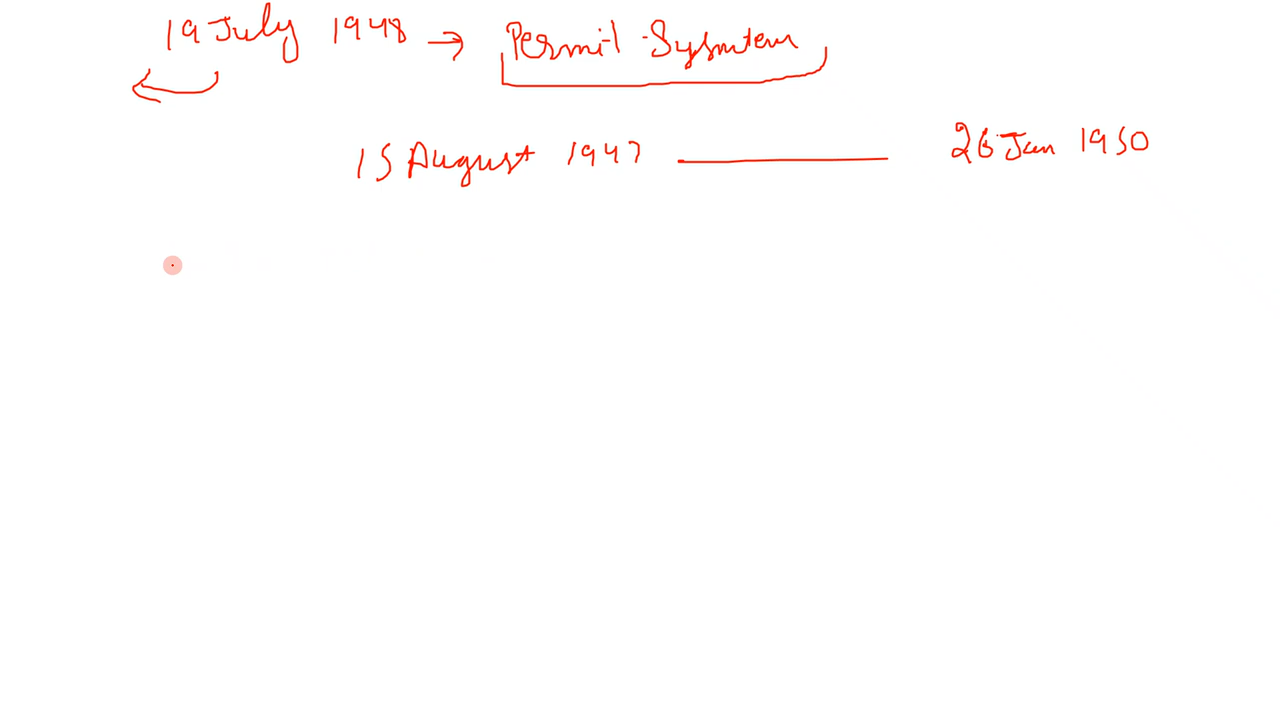 19 July 1948 → Permit System
15 August 1947 — 26 Jan 1950